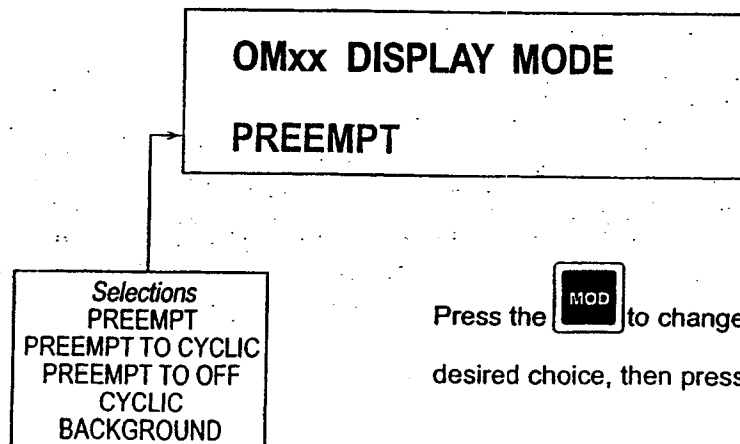 OMxx DISPLAY MODE
PREEMPT
Selections
PREEMPT
PREEMPT TO CYCLIC
PREEMPT TO OFF
CYCLIC
BACKGROUND
Press the MOD to change
desired choice, then press